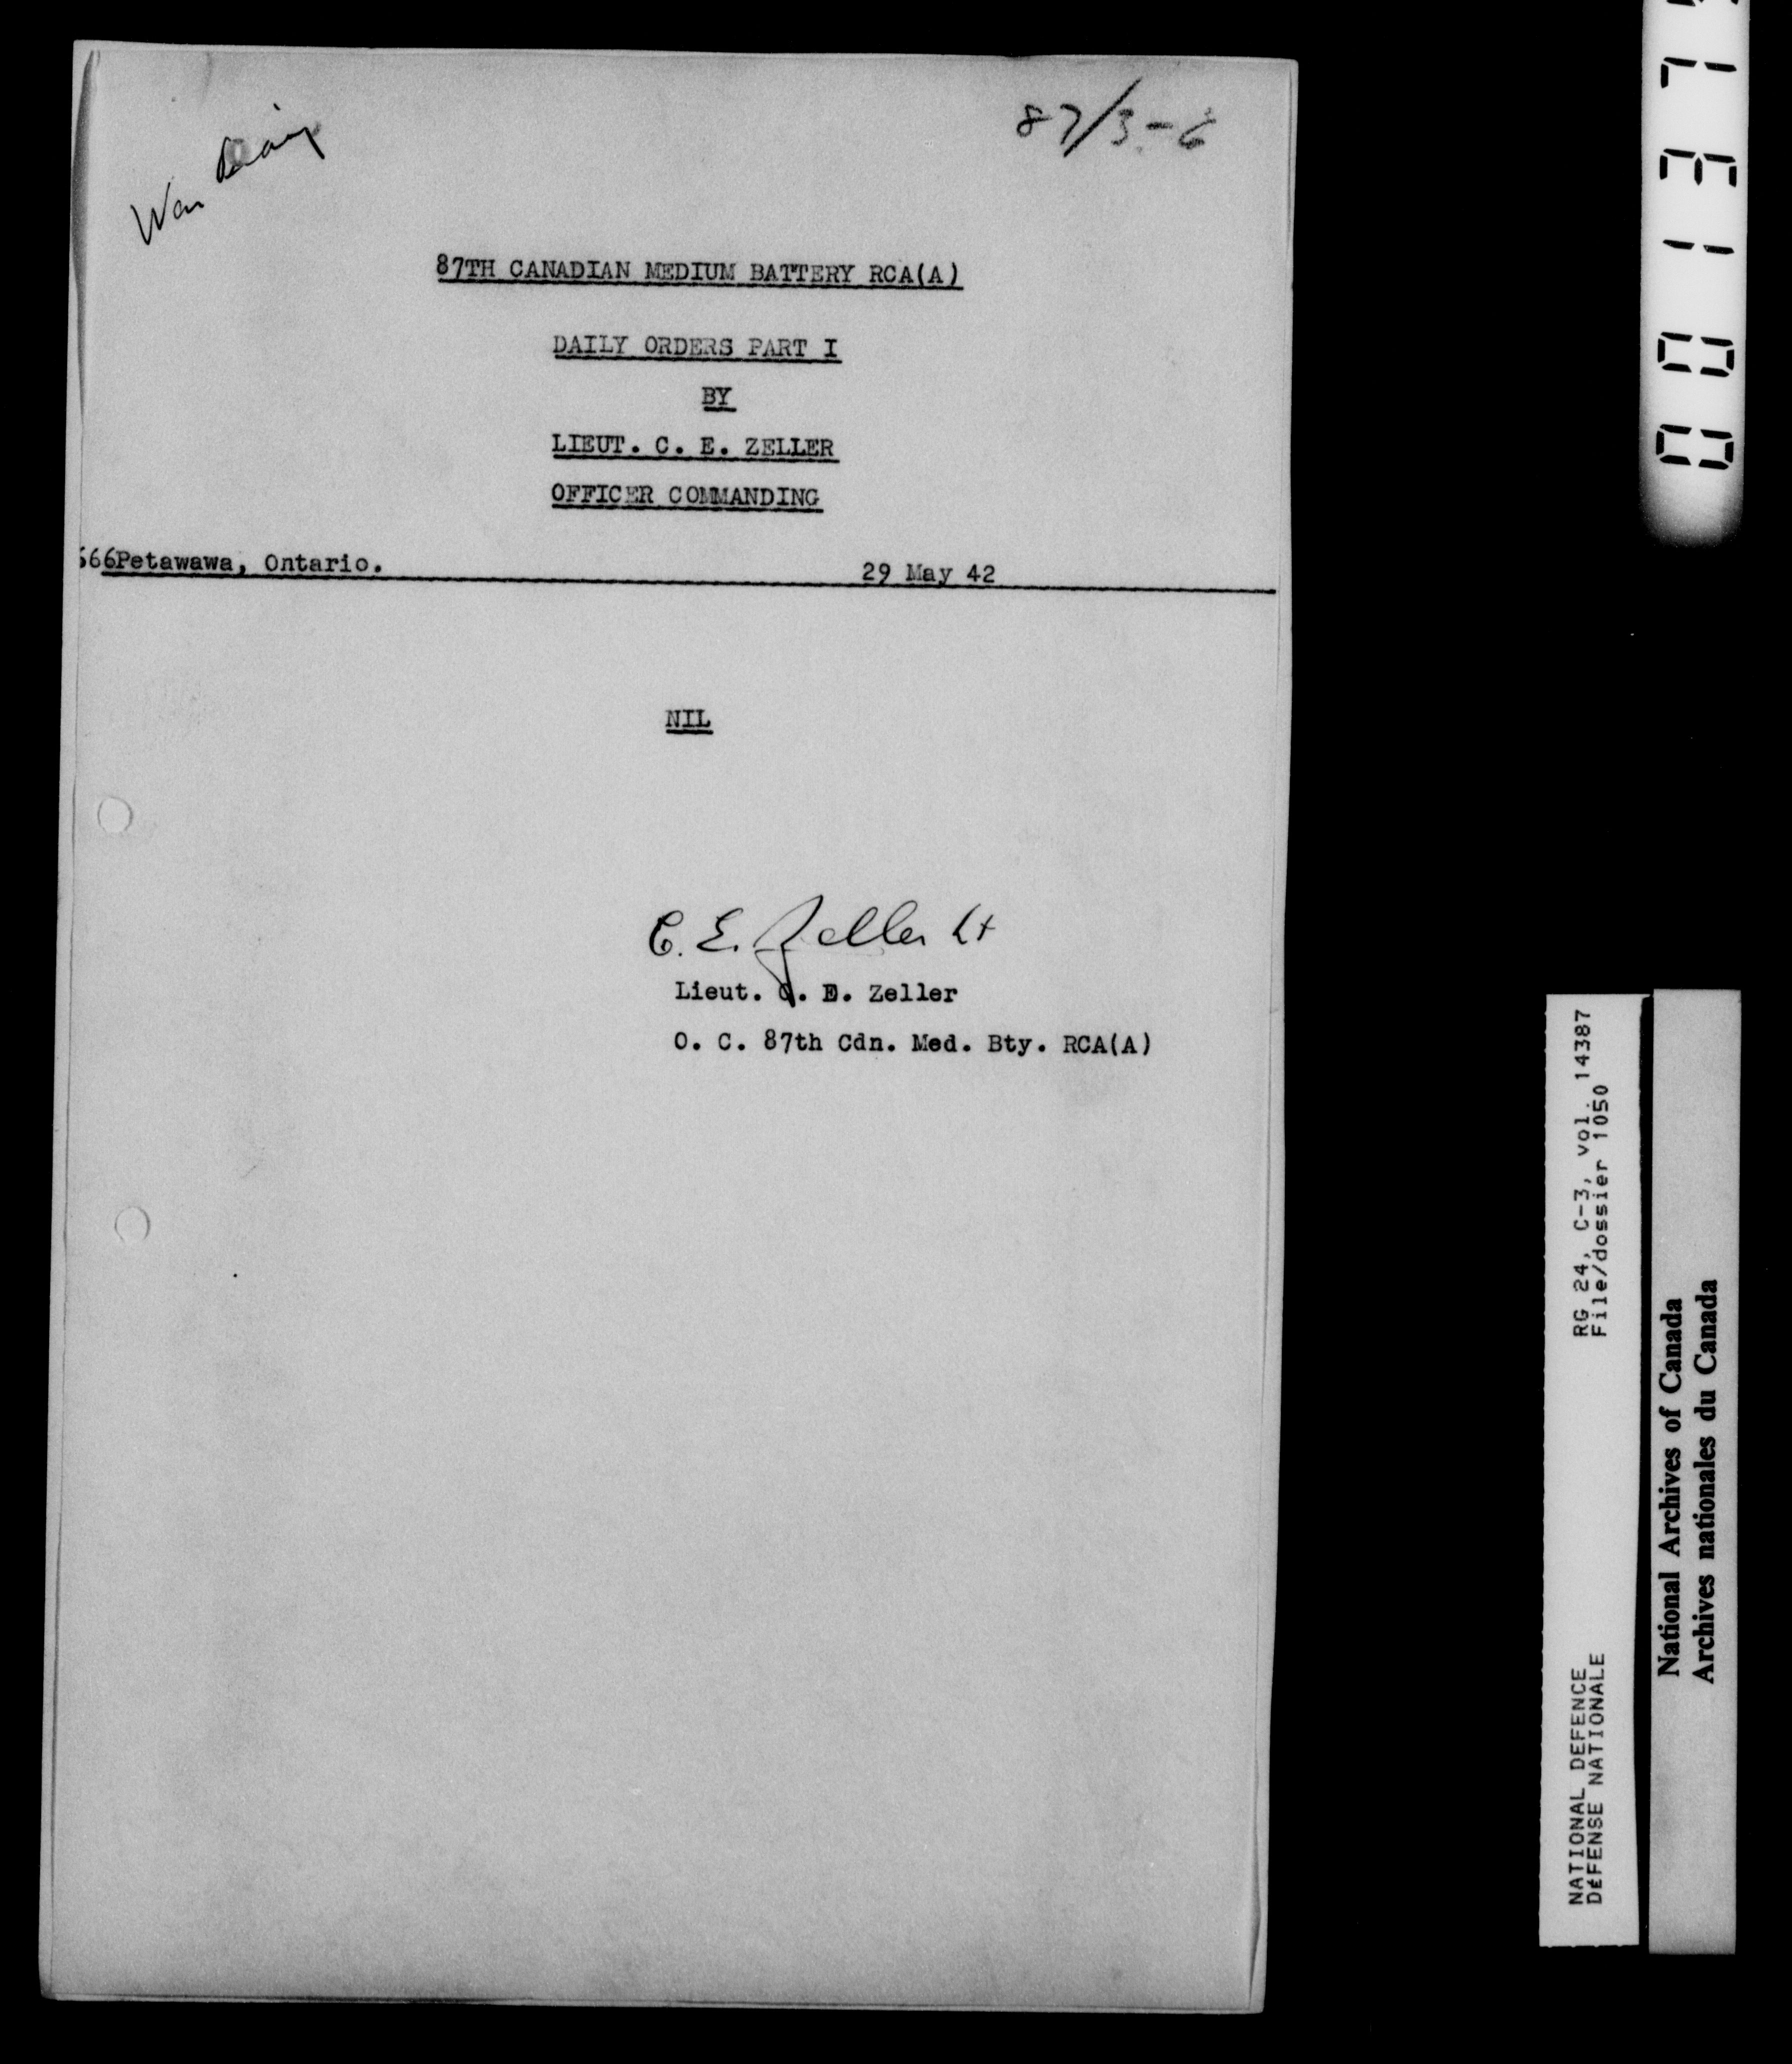 War Diary
87/3-6
87TH CANADIAN MEDIUM BATTERY RCA(A)
DAILY ORDERS PART I
BY
LIEUT. C. E. ZELLER
OFFICER COMMANDING
666Petawawa, Ontario. 29 May 42
NIL
C. E. Zeller Lt
Lieut. C. E. Zeller
O. C. 87th Cdn. Med. Bty. RCA(A)
RG 24, C-3, vol. 14387
File/dossier 1050
NATIONAL DEFENCE
DÉFENSE NATIONALE
National Archives of Canada
Archives nationales du Canada